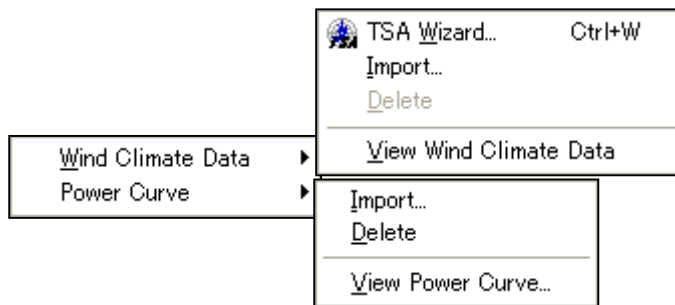 TSA Wizard... Ctrl+W
Import...
Delete
View Wind Climate Data
Wind Climate Data
Power Curve
Import...
Delete
View Power Curve...